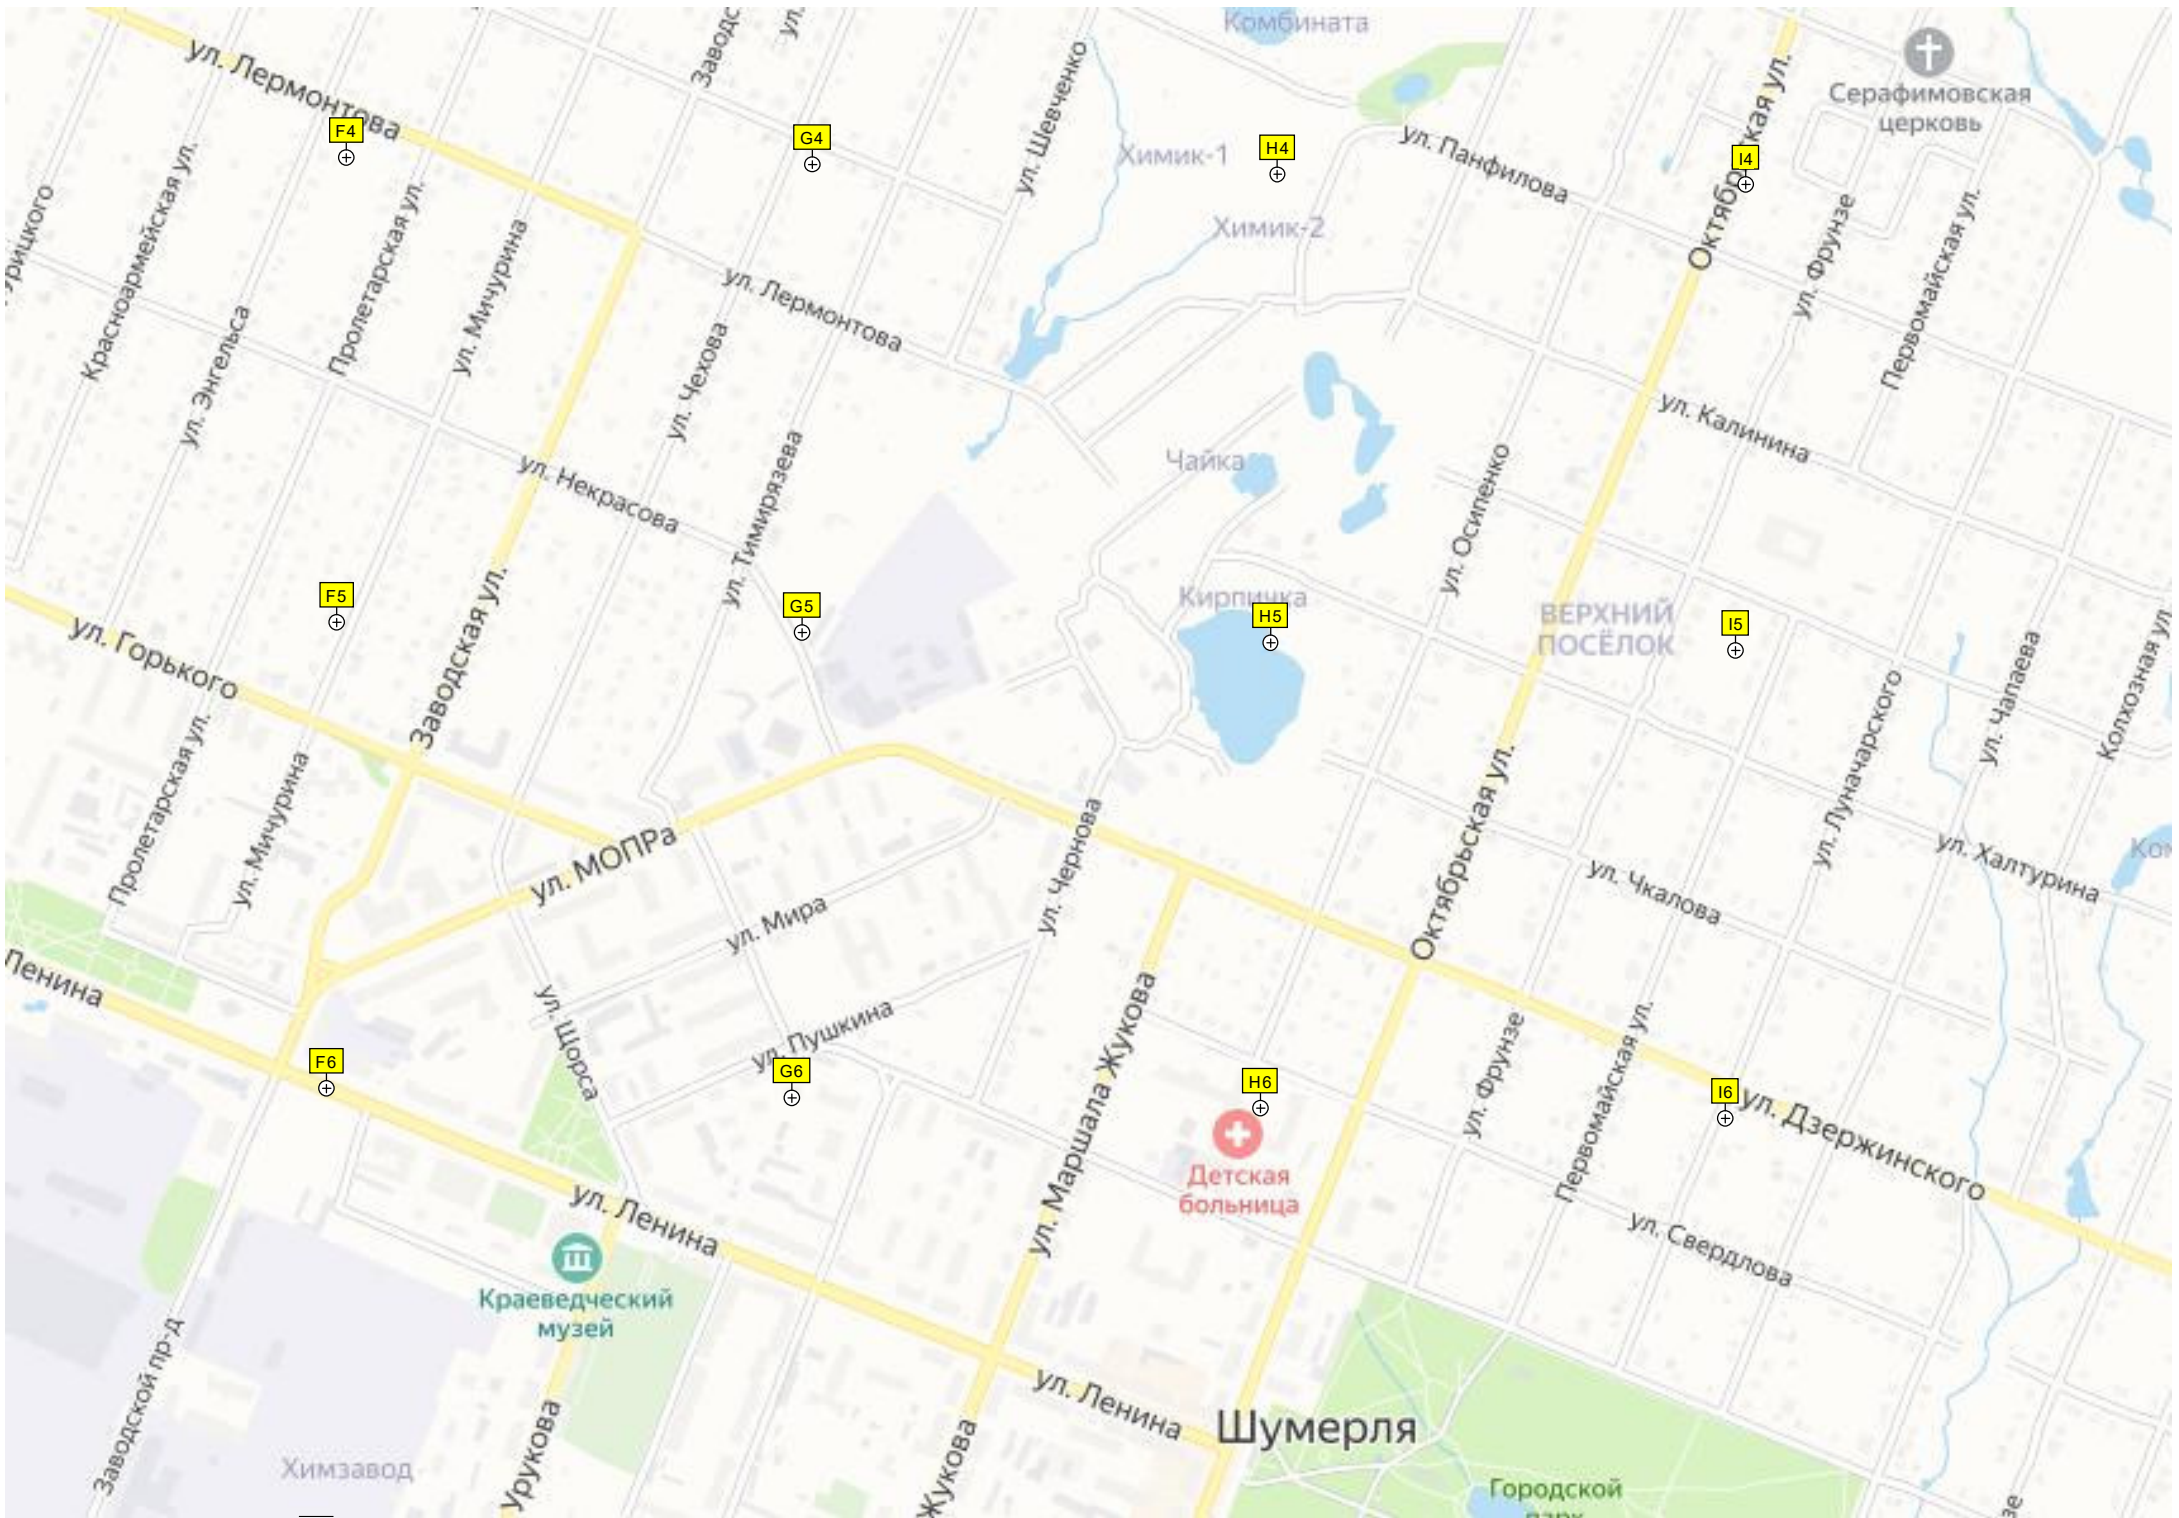 Комбината
ул. Лермонтова
ул. Шевченко
Октябрьская ул.
Серафимовская
церковь
F4
G4
H4
I4
Химик-1
ул. Панфилова
Химик-2
Красноармейская ул.
Пролетарская ул.
ул. Мичурина
ул. Энгельса
ул. Лермонтова
ул. Чехова
ул. Фрунзе
Первомайская ул.
ул. Калинина
ул. Некрасова
ул. Тимирязева
Чайка
ул. Осипенко
Кирпичка
F5
G5
H5
I5
ВЕРХНИЙ
ПОСЁЛОК
ул. Горького
Заводская ул.
ул. Чапаева
Колхозная ул.
ул. Луначарского
Пролетарская ул.
ул. Мичурина
ул. МОПРа
ул. Мира
ул. Чернова
Октябрьская ул.
ул. Чкалова
ул. Халтурина
Ленина
ул. Щорса
ул. Пушкина
ул. Маршала Жукова
ул. Фрунзе
Первомайская ул.
F6
G6
H6
I6
ул. Дзержинского
Детская
больница
ул. Свердлова
ул. Ленина
Краеведческий
музей
Заводской пр-д
ул. Ленина
Шумерля
Химзавод
Урукова
Жукова
Городской
парк